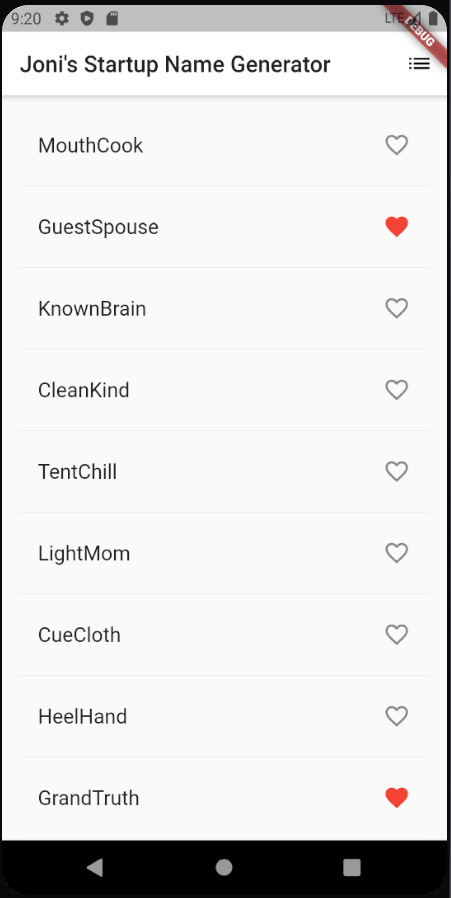 9:20 LTE
DEBUG
Joni's Startup Name Generator
MouthCook
GuestSpouse
KnownBrain
CleanKind
TentChill
LightMom
CueCloth
HeelHand
GrandTruth